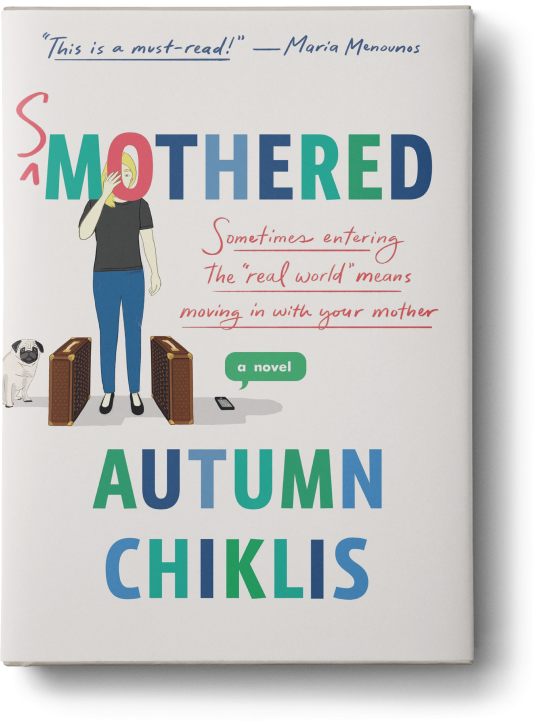 "This is a must-read!" — Maria Menounos
SMOTHERED
Sometimes entering
the "real world" means
moving in with your mother
a novel
AUTUMN
CHIKLIS